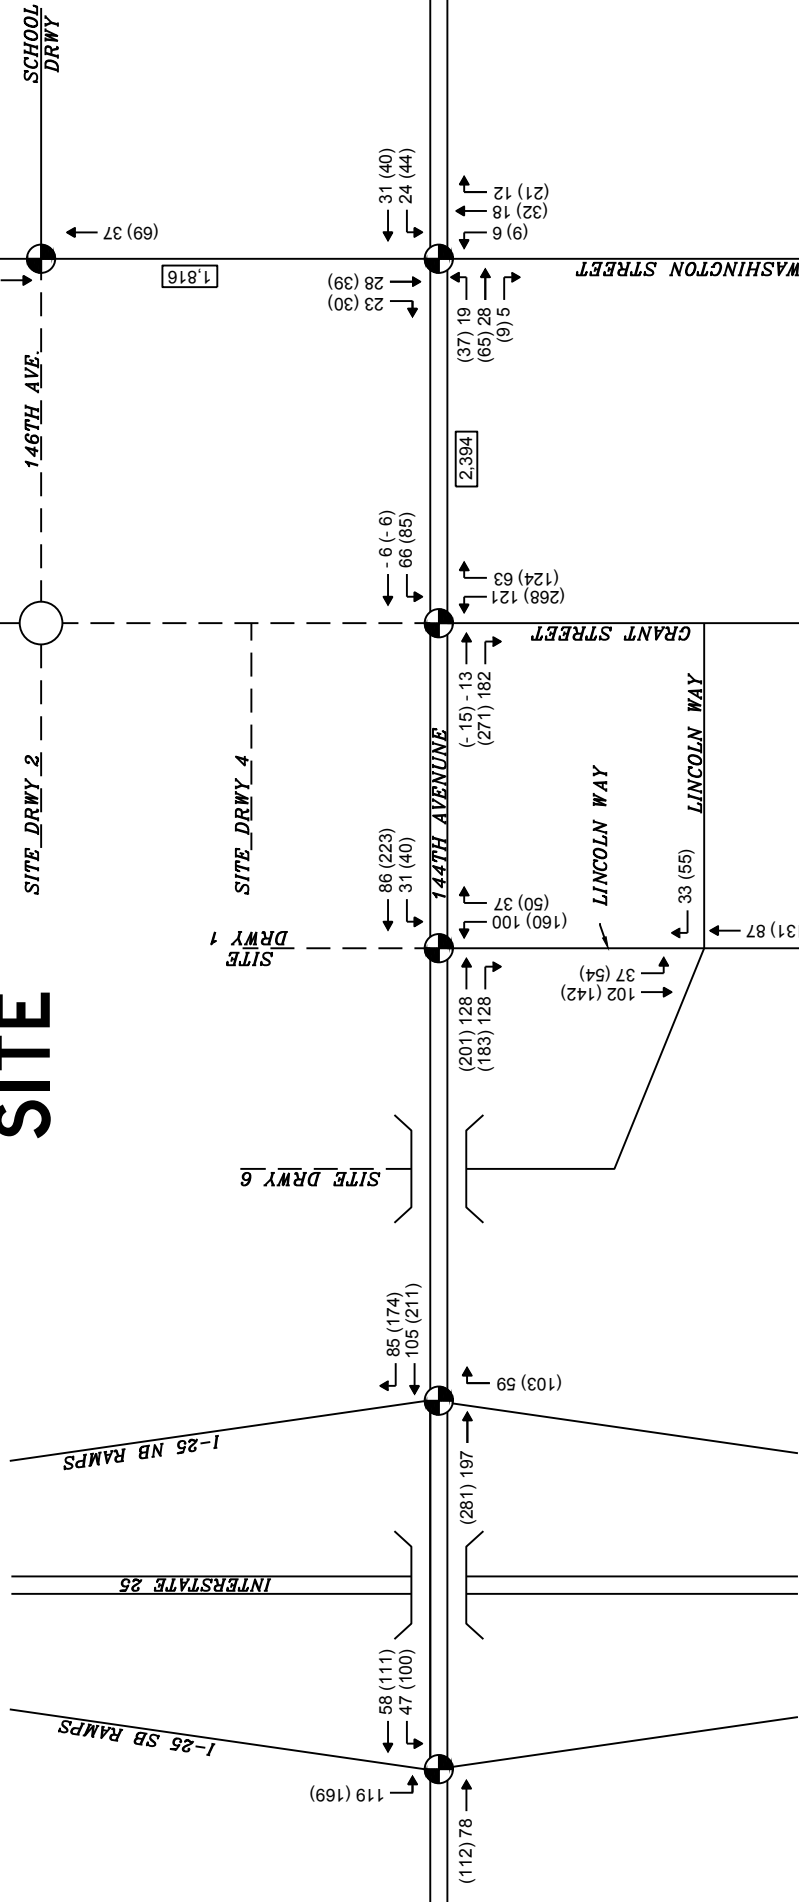 SCHOOL
DRWY
(69) 37
1,816
146TH AVE.
31 (40)
24 (44)
(21) 12
(32) 18
(9) 6
28 (39)
23 (30)
(37) 19
(65) 28
(9) 5
WASHINGTON STREET
2,394
- 6 (- 6)
66 (85)
(124) 63
(268) 121
GRANT STREET
(- 15) - 13
(271) 182
SITE DRWY 2
SITE DRWY 4
144TH AVENUNE
LINCOLN WAY
LINCOLN WAY
86 (223)
31 (40)
(50) 37
(160) 100
33 (55)
SITE
DRWY 1
37 (54)
102 (142)
31) 87
(201) 128
(183) 128
SITE
SITE DRWY 6
85 (174)
105 (211)
(103) 59
I-25 NB RAMPS
(281) 197
INTERSTATE 25
58 (111)
47 (100)
I-25 SB RAMPS
119 (169)
(112) 78